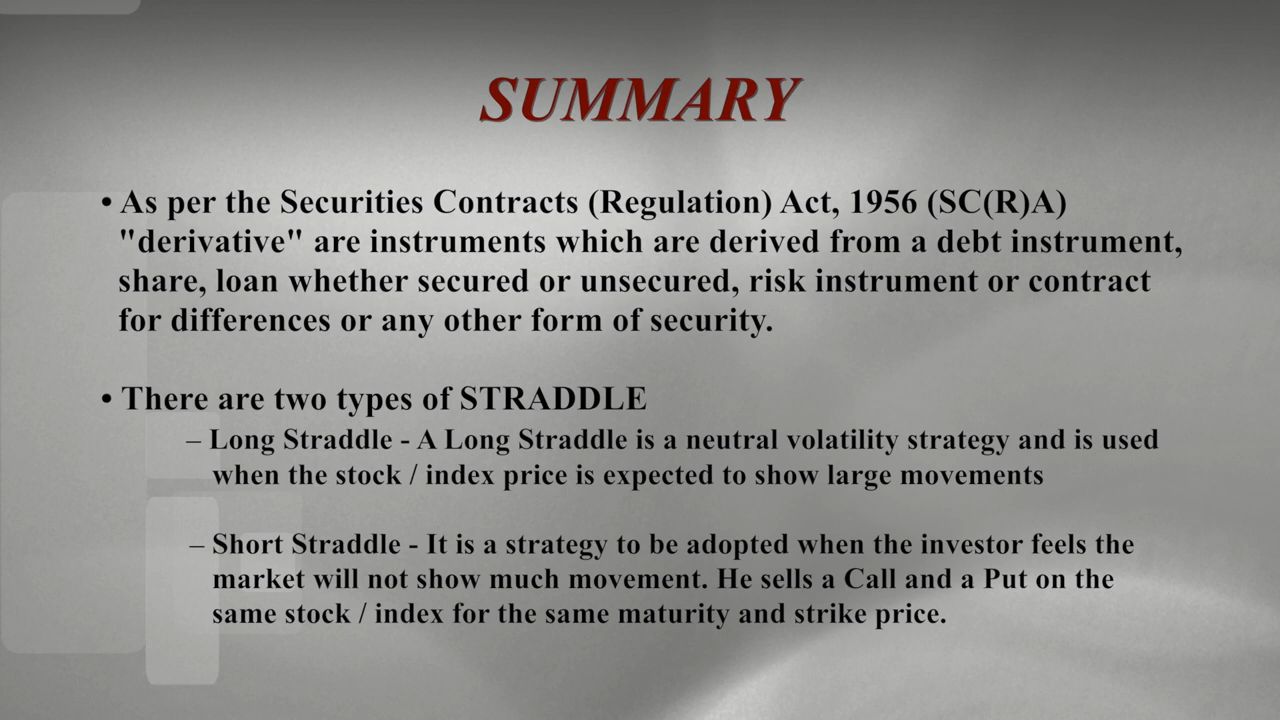 SUMMARY
• As per the Securities Contracts (Regulation) Act, 1956 (SC(R)A)
"derivative" are instruments which are derived from a debt instrument,
share, loan whether secured or unsecured, risk instrument or contract
for differences or any other form of security.
• There are two types of STRADDLE
– Long Straddle - A Long Straddle is a neutral volatility strategy and is used
when the stock / index price is expected to show large movements
– Short Straddle - It is a strategy to be adopted when the investor feels the
market will not show much movement. He sells a Call and a Put on the
same stock / index for the same maturity and strike price.